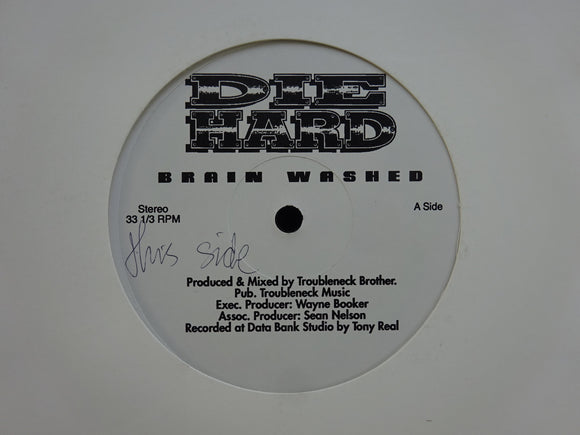 DIE
HARD
BRAIN WASHED
Stereo
33 1/3 RPM
A Side
this side
Produced & Mixed by Troubleneck Brother.
Pub. Troubleneck Music
Exec. Producer: Wayne Booker
Assoc. Producer: Sean Nelson
Recorded at Data Bank Studio by Tony Real